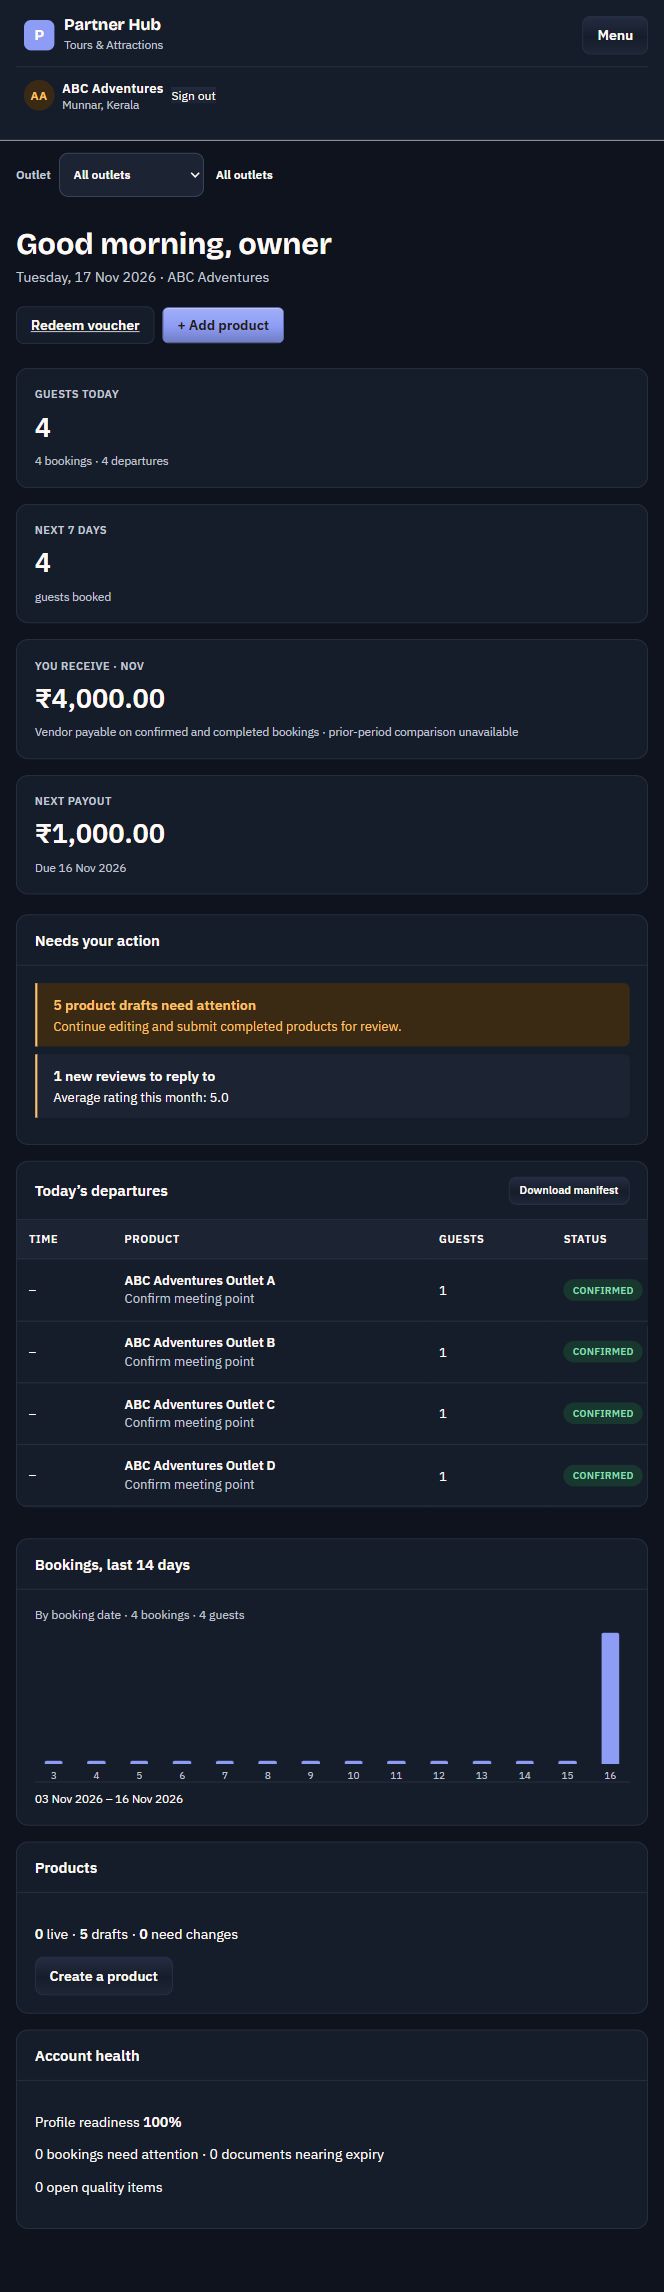 P
Partner Hub
Tours & Attractions
Menu
AA
ABC Adventures
Munnar, Kerala
Sign out
Outlet
All outlets
All outlets
Good morning, owner
Tuesday, 17 Nov 2026 · ABC Adventures
Redeem voucher
+ Add product
GUESTS TODAY
4
4 bookings · 4 departures
NEXT 7 DAYS
4
guests booked
YOU RECEIVE · NOV
₹4,000.00
Vendor payable on confirmed and completed bookings · prior-period comparison unavailable
NEXT PAYOUT
₹1,000.00
Due 16 Nov 2026
Needs your action
5 product drafts need attention
Continue editing and submit completed products for review.
1 new reviews to reply to
Average rating this month: 5.0
Today’s departures
Download manifest
TIME PRODUCT GUESTS STATUS
– ABC Adventures Outlet A 1 CONFIRMED
Confirm meeting point
– ABC Adventures Outlet B 1 CONFIRMED
Confirm meeting point
– ABC Adventures Outlet C 1 CONFIRMED
Confirm meeting point
– ABC Adventures Outlet D 1 CONFIRMED
Confirm meeting point
Bookings, last 14 days
By booking date · 4 bookings · 4 guests
3 4 5 6 7 8 9 10 11 12 13 14 15 16
03 Nov 2026 – 16 Nov 2026
Products
0 live · 5 drafts · 0 need changes
Create a product
Account health
Profile readiness 100%
0 bookings need attention · 0 documents nearing expiry
0 open quality items